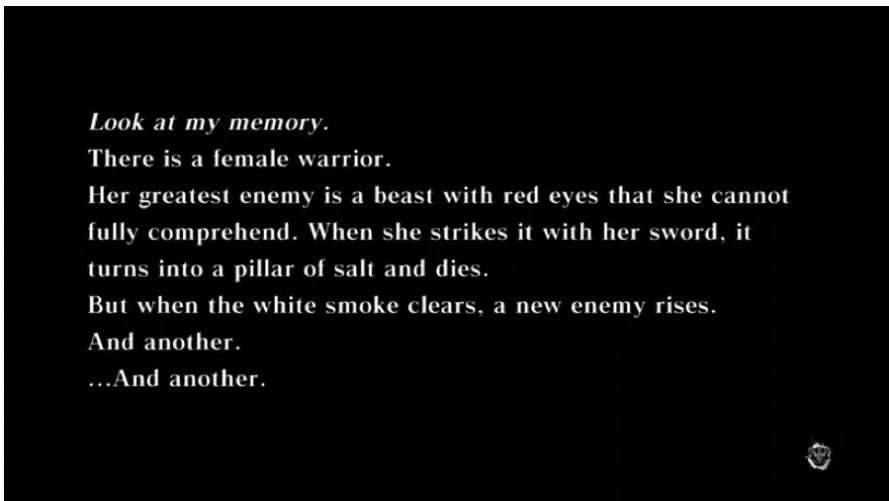 Look at my memory.
There is a female warrior.
Her greatest enemy is a beast with red eyes that she cannot
fully comprehend. When she strikes it with her sword, it
turns into a pillar of salt and dies.
But when the white smoke clears, a new enemy rises.
And another.
...And another.